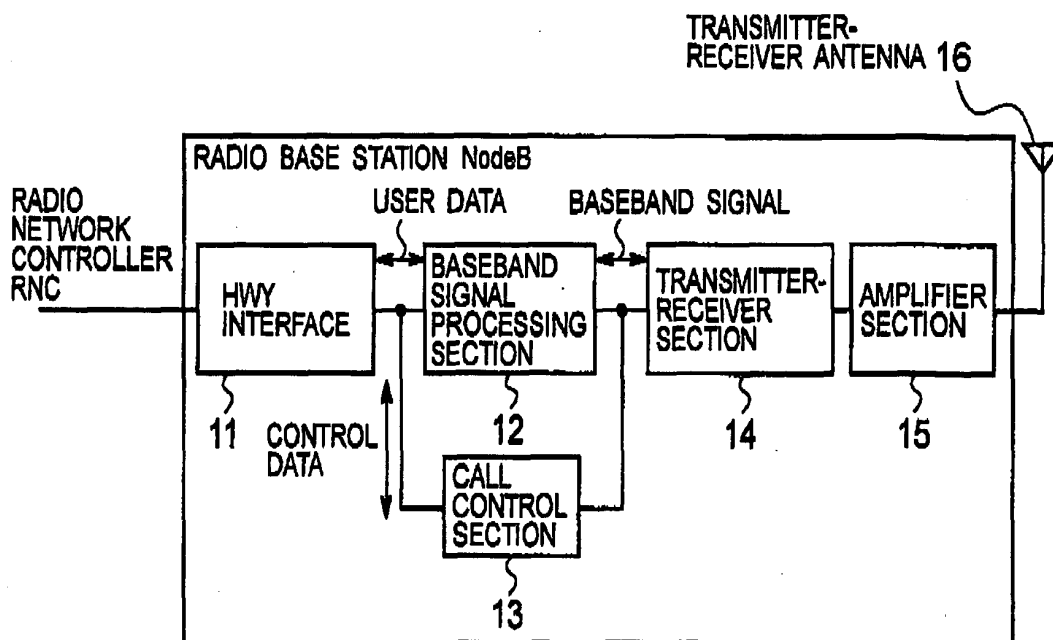 TRANSMITTER-
RECEIVER ANTENNA 16
RADIO BASE STATION NodeB
RADIO
NETWORK
CONTROLLER
RNC
USER DATA
BASEBAND SIGNAL
HWY
INTERFACE
BASEBAND
SIGNAL
PROCESSING
SECTION
TRANSMITTER-
RECEIVER
SECTION
AMPLIFIER
SECTION
11
CONTROL
DATA
12
14
15
CALL
CONTROL
SECTION
13